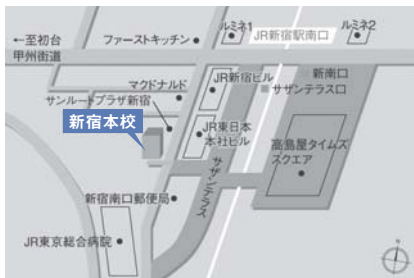 ルミネ1
ルミネ2
←至初台
ファーストキッチン
JR新宿駅南口
甲州街道
マクドナルド
JR新宿ビル
新南口
サンルートプラザ新宿
サザンテラス口
新宿本校
JR東日本
本社ビル
高島屋タイムズ
スクエア
サザンテラス
新宿南口郵便局
JR東京総合病院